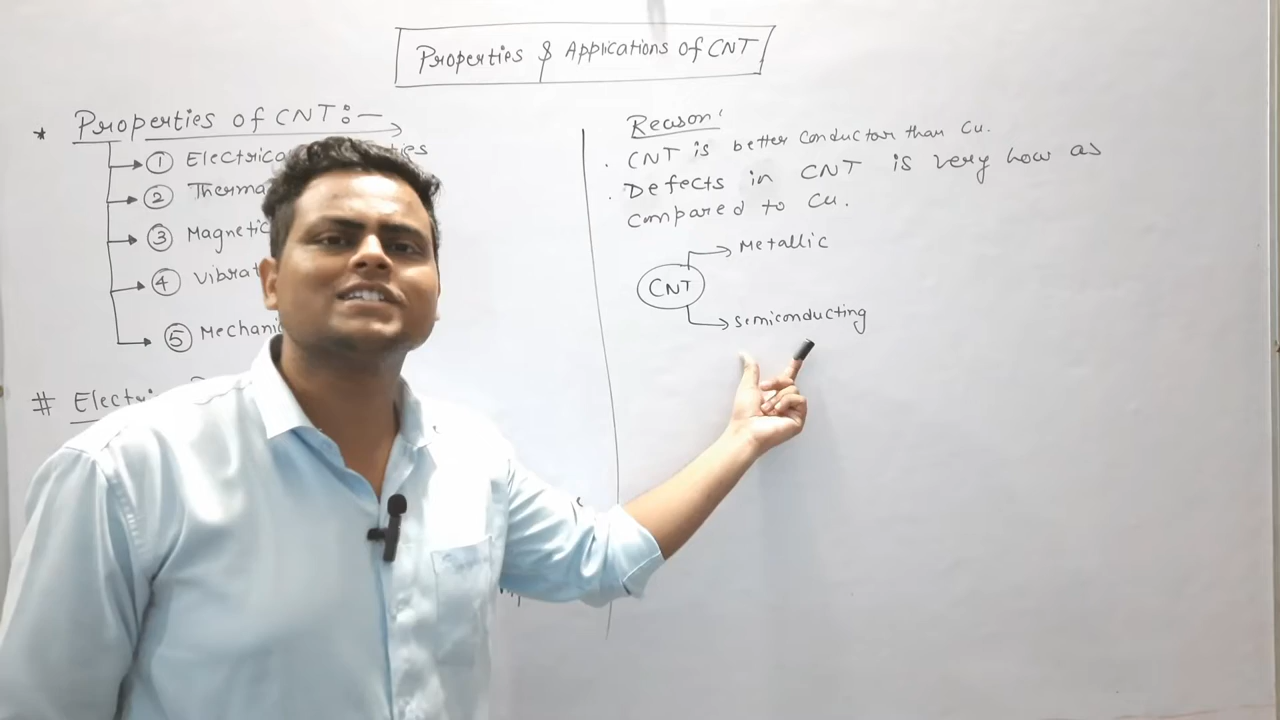 Properties & Applications of CNT
* Properties of CNT:-
① Electrica
② Therma
③ Magnetic
④ Vibrat
⑤ Mechani
# Electri
Reason:
. CNT is better conductor than Cu.
. Defects in CNT is very low as
compared to Cu.
Metallic
CNT
Semiconducting